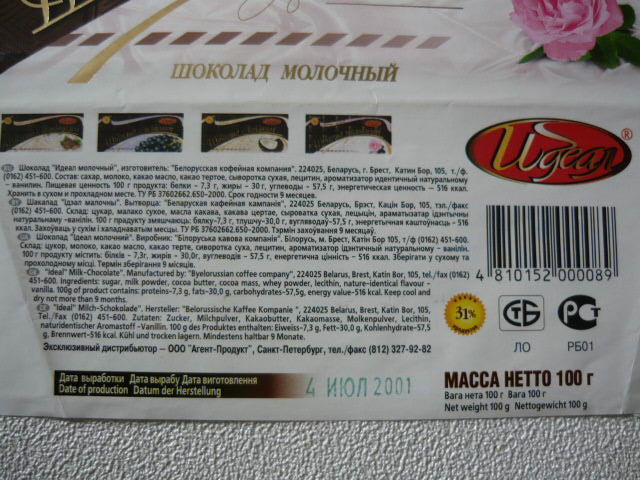 ШОКОЛАД МОЛОЧНЫЙ
Идеал ®
RU Шоколад "Идеал молочный", изготовитель: "Белорусская кофейная компания", 224025, Беларусь, г. Брест, Катин Бор, 105, т./ф.
(0162) 451-600. Состав: сахар, молоко, какао масло, какао тертое, сыворотка сухая, лецитин, ароматизатор идентичный натуральному
- ванилин. Пищевая ценность 100 г продукта: белки - 7,3 г, жиры - 30 г, углеводы - 57,5 г, энергетическая ценность - 516 ккал.
Хранить в сухом и прохладном месте. ТУ РБ 37602662.650-2000. Срок годности 9 месяцев.
Шакалад "Ідэал малочны". Вытворца: "Беларуская кафейная кампанія", 224025, Беларусь, Брэст, Кацін Бор, 105, тэл./факс
(0162) 451-600. Склад: цукар, малако сухое, масла какава, какава цёртае, сыроватка сухая, лецыцін, араматызатар ідэнтычны
натуральному -ванілін. 100 г прадукту змяшчаюць: бялкі-7,3 г, тлушчу-30,0 г, вугляводаў-57,5 г, энергетычная каштоўнасць - 516
ккал. Захоўваць у сухім і халаднаватым месцы. ТУ РБ 37602662.650-2000. Тэрмін захоўвання 9 месяцаў.
Шоколад "Ідеал молочний". Виробник: "Білоруська кавова компанія", Білорусь, м. Брест, Катін Бор, 105, т/ф (0162) 451-600.
Склад: цукор, молоко, какао масло, какао терте, сиворотка суха, лецитин, ароматизатор ідентичний натуральному - ванілін. 100 г
продукту містить: білків - 7,3г, жирів - 30,0г, вуглеводів - 57,5 г, енергетична цінність - 516 ккал. Зберігати у сухому та
прохолодному місці. Термін зберігання 9 місяців.
"Ideal" Milk-Chocolate". Manufactured by: "Byelorussian coffee company", 224025 Belarus, Brest, Katin Bor, 105, tel./fax
(0162) 451-600. Ingredients: sugar, milk powder, cocoa butter, cocoa mass, whey powder, lecithin, nature-identical flavour -
vanilla. 100g of product contains: proteins-7,3 g, fats-30,0 g, carbohydrates-57,5g, energy value-516 kcal. Keep cool and
dry not more than 9 months.
"Ideal" Milch-Schokolade". Hersteller: "Belorussische Kaffee Kompanie ", 224025 Belarus, Brest, Katin Bor, 105,
Tel./Fax (0162) 451-600. Zutaten: Zucker, Milchpulver, Kakaobutter, Kakaomasse, Molkenpulver, Lecithin,
naturidentischer Aromastoff -Vanillin. 100 g des Produktes enthalten: Eiweiss-7,3 g, Fett-30,0 g, Kohlenhydrate-57,5
g, Brennwert-516 kcal. Kühl und trocken lagern. Mindestens haltbar 9 Monate.
Эксклюзивный дистрибьютор - ООО "Агент-Продукт", Санкт-Петербург, тел./факс (812) 327-92-82
4 810152 000089
31%
СТБ
РСТ
ЛО РБ01
Дата выработки Дата вырабу Дата виготовлення
Date of production Datum der Herstellung
4 ИЮЛ 2001
МАССА НЕТТО 100 г
Вага нета 100 г Вага 100 г
Net weight 100 g Nettogewicht 100 g